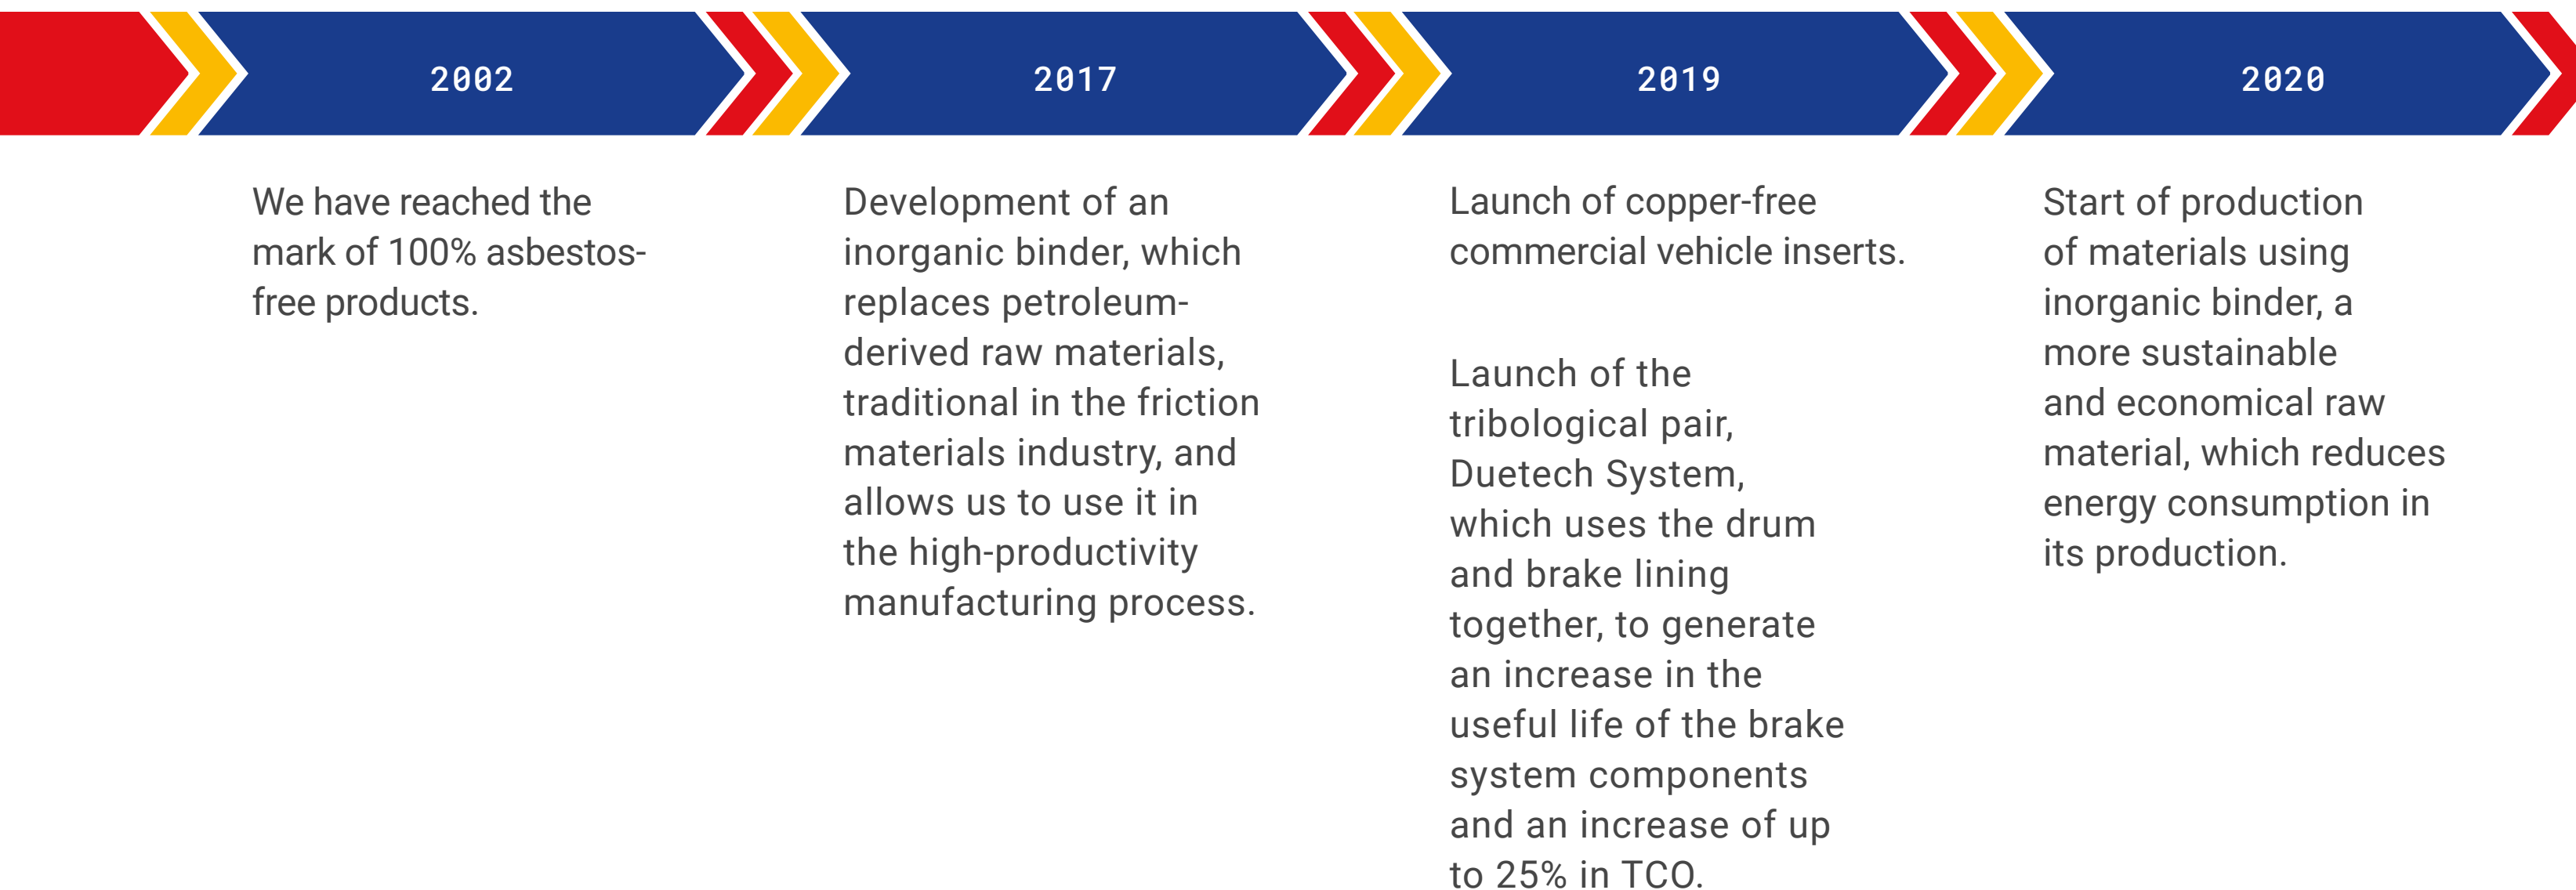 2002
We have reached the
mark of 100% asbestos-
free products.
2017
Development of an
inorganic binder, which
replaces petroleum-
derived raw materials,
traditional in the friction
materials industry, and
allows us to use it in
the high-productivity
manufacturing process.
2019
Launch of copper-free
commercial vehicle inserts.
Launch of the
tribological pair,
Duetech System,
which uses the drum
and brake lining
together, to generate
an increase in the
useful life of the brake
system components
and an increase of up
to 25% in TCO.
2020
Start of production
of materials using
inorganic binder, a
more sustainable
and economical raw
material, which reduces
energy consumption in
its production.